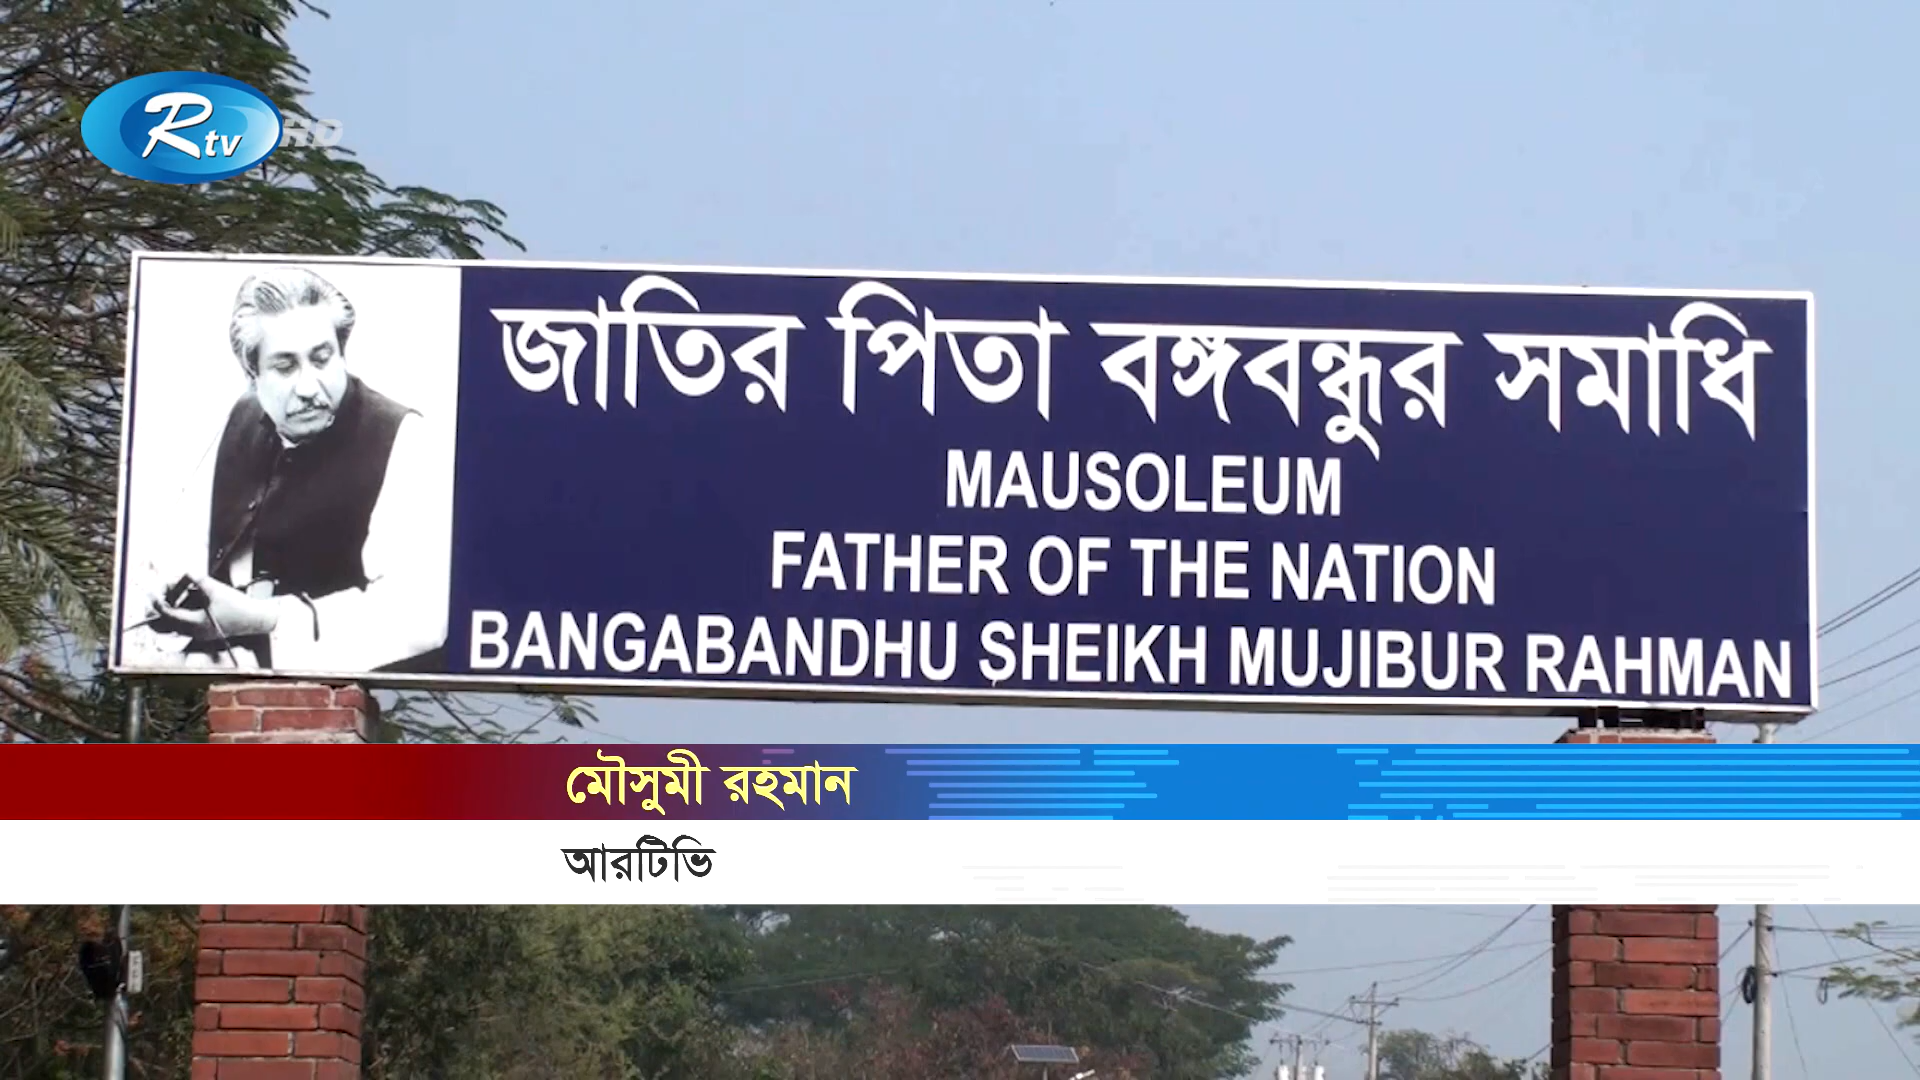 Rtv HD
জাতির পিতা বঙ্গবন্ধুর সমাধি
MAUSOLEUM
FATHER OF THE NATION
BANGABANDHU SHEIKH MUJIBUR RAHMAN
মৌসুমী রহমান
আরটিভি